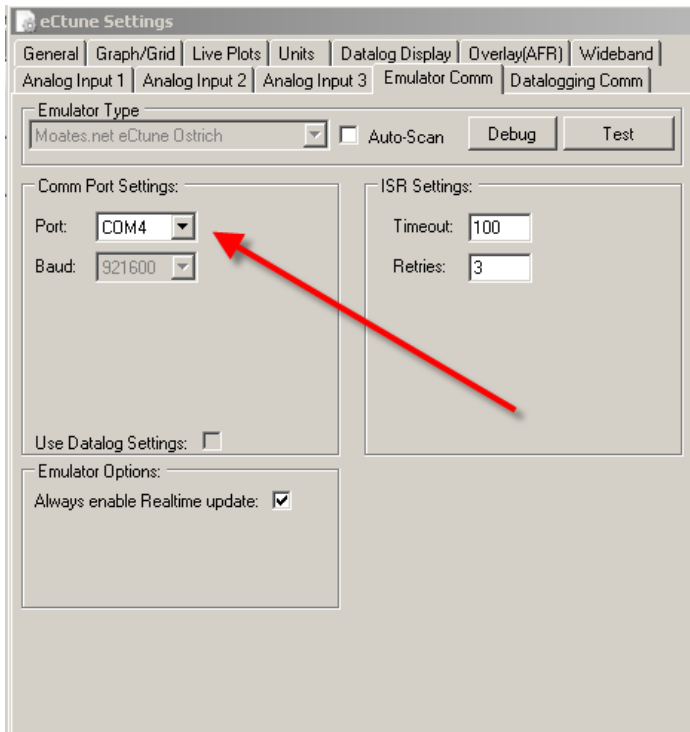 eCtune Settings
General Graph/Grid Live Plots Units Datalog Display Overlay(AFR) Wideband
Analog Input 1 Analog Input 2 Analog Input 3 Emulator Comm Datalogging Comm
Emulator Type
Moates.net eCtune Ostrich Auto-Scan Debug Test
Comm Port Settings: ISR Settings:
Port: COM4 Timeout: 100
Baud: 921600 Retries: 3
Use Datalog Settings:
Emulator Options:
Always enable Realtime update: